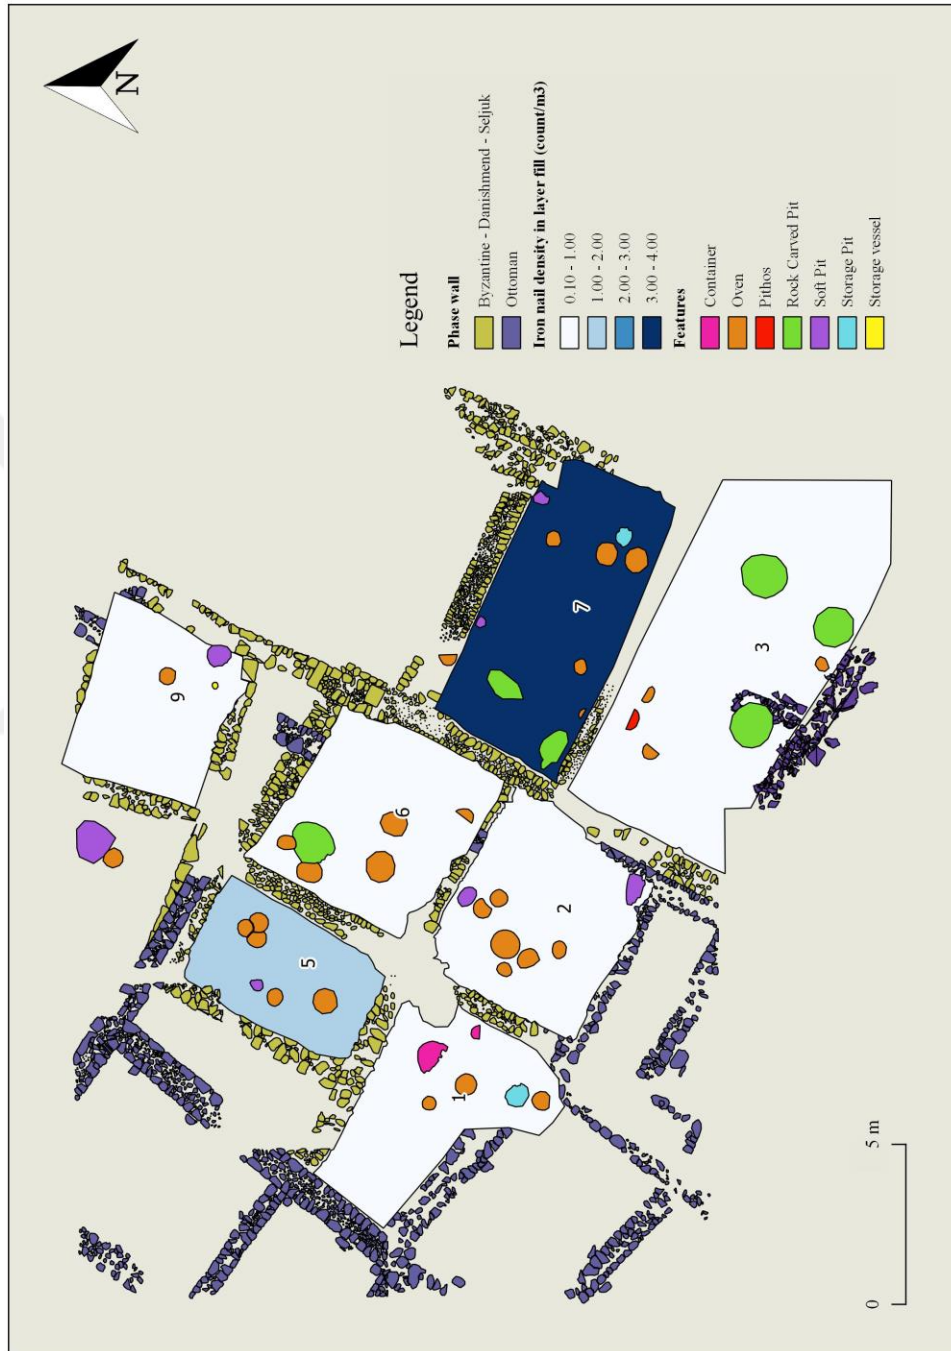 N
9
5
6
1
2
7
3
Legend
Phase wall
Byzantine - Danishmend - Seljuk
Ottoman
Iron nail density in layer fill (count/m3)
0.10 - 1.00
1.00 - 2.00
2.00 - 3.00
3.00 - 4.00
Features
Container
Oven
Pithos
Rock Carved Pit
Soft Pit
Storage Pit
Storage vessel
0 5 m